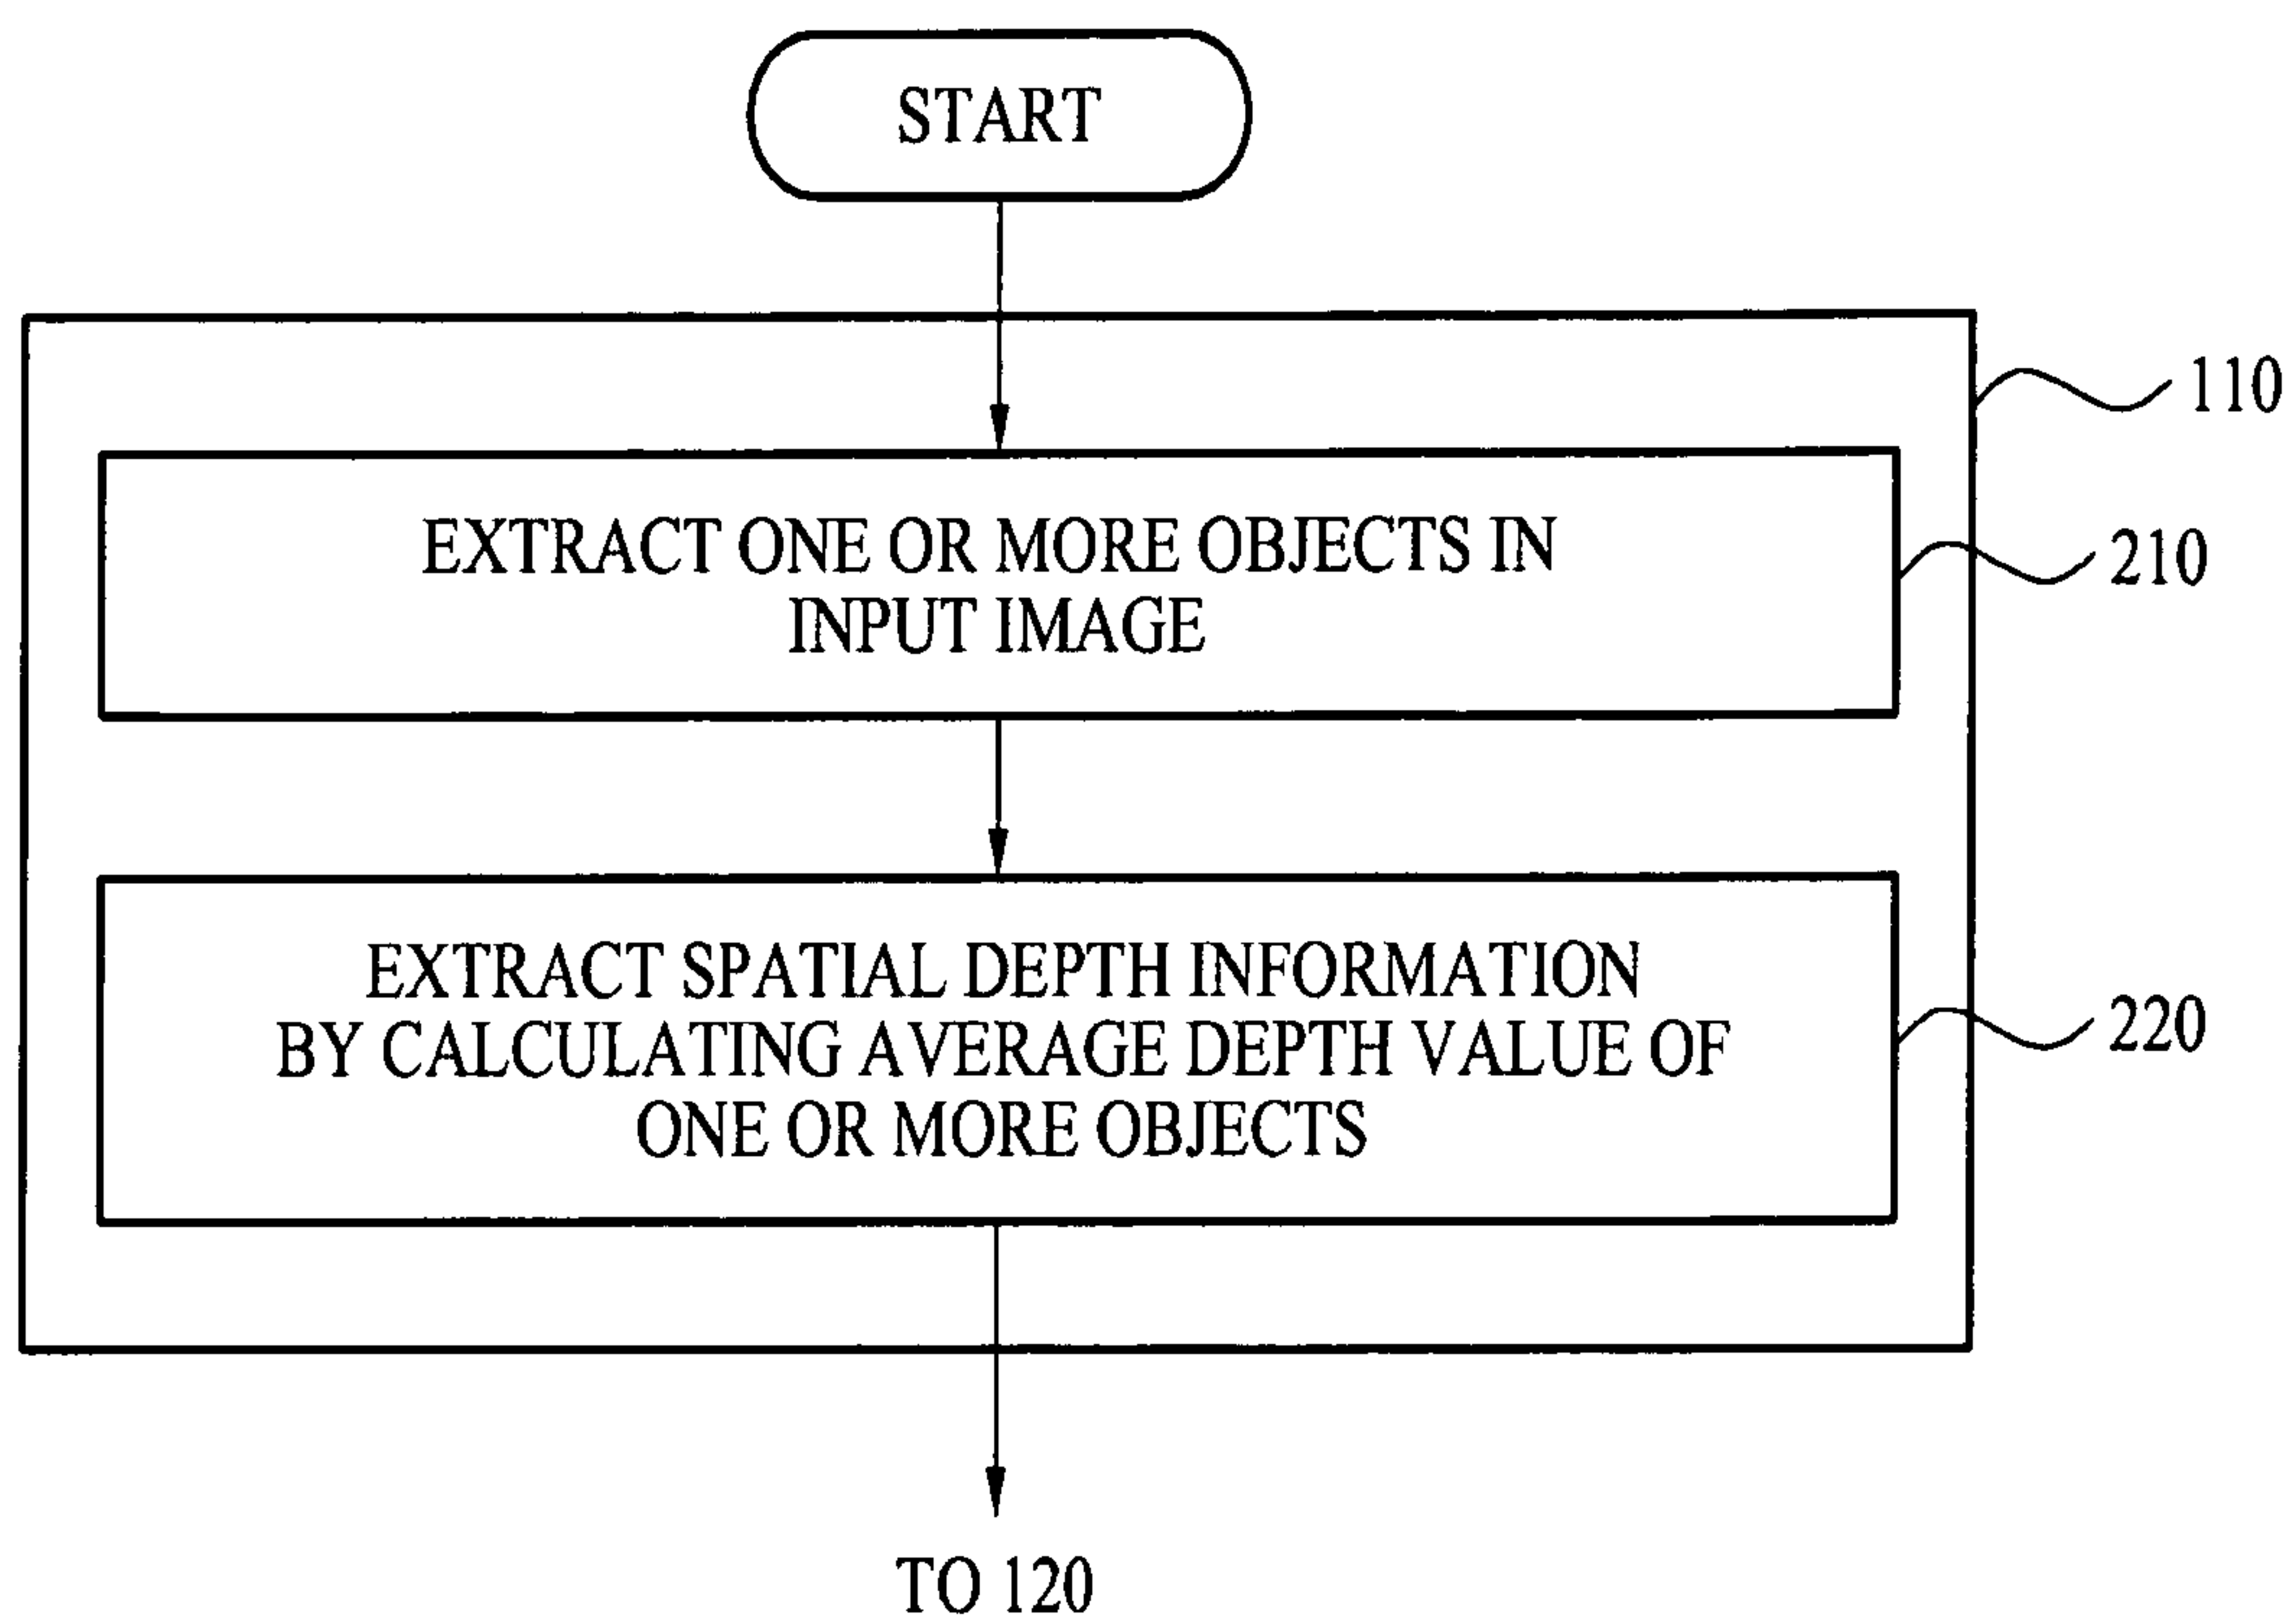 START
110
EXTRACT ONE OR MORE OBJECTS IN
INPUT IMAGE
210
EXTRACT SPATIAL DEPTH INFORMATION
BY CALCULATING AVERAGE DEPTH VALUE OF
ONE OR MORE OBJECTS
220
TO 120